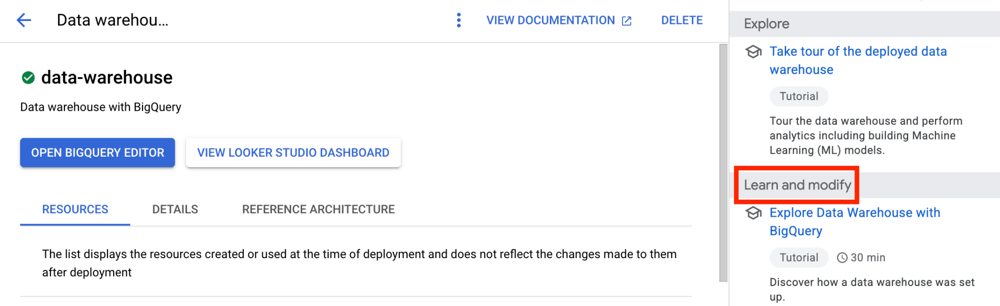 Data warehou...
VIEW DOCUMENTATION
DELETE
data-warehouse
Data warehouse with BigQuery
OPEN BIGQUERY EDITOR
VIEW LOOKER STUDIO DASHBOARD
RESOURCES
DETAILS
REFERENCE ARCHITECTURE
The list displays the resources created or used at the time of deployment and does not reflect the changes made to them
after deployment
Explore
Take tour of the deployed data
warehouse
Tutorial
Tour the data warehouse and perform
analytics including building Machine
Learning (ML) models.
Learn and modify
Explore Data Warehouse with
BigQuery
Tutorial
30 min
Discover how a data warehouse was set
up.